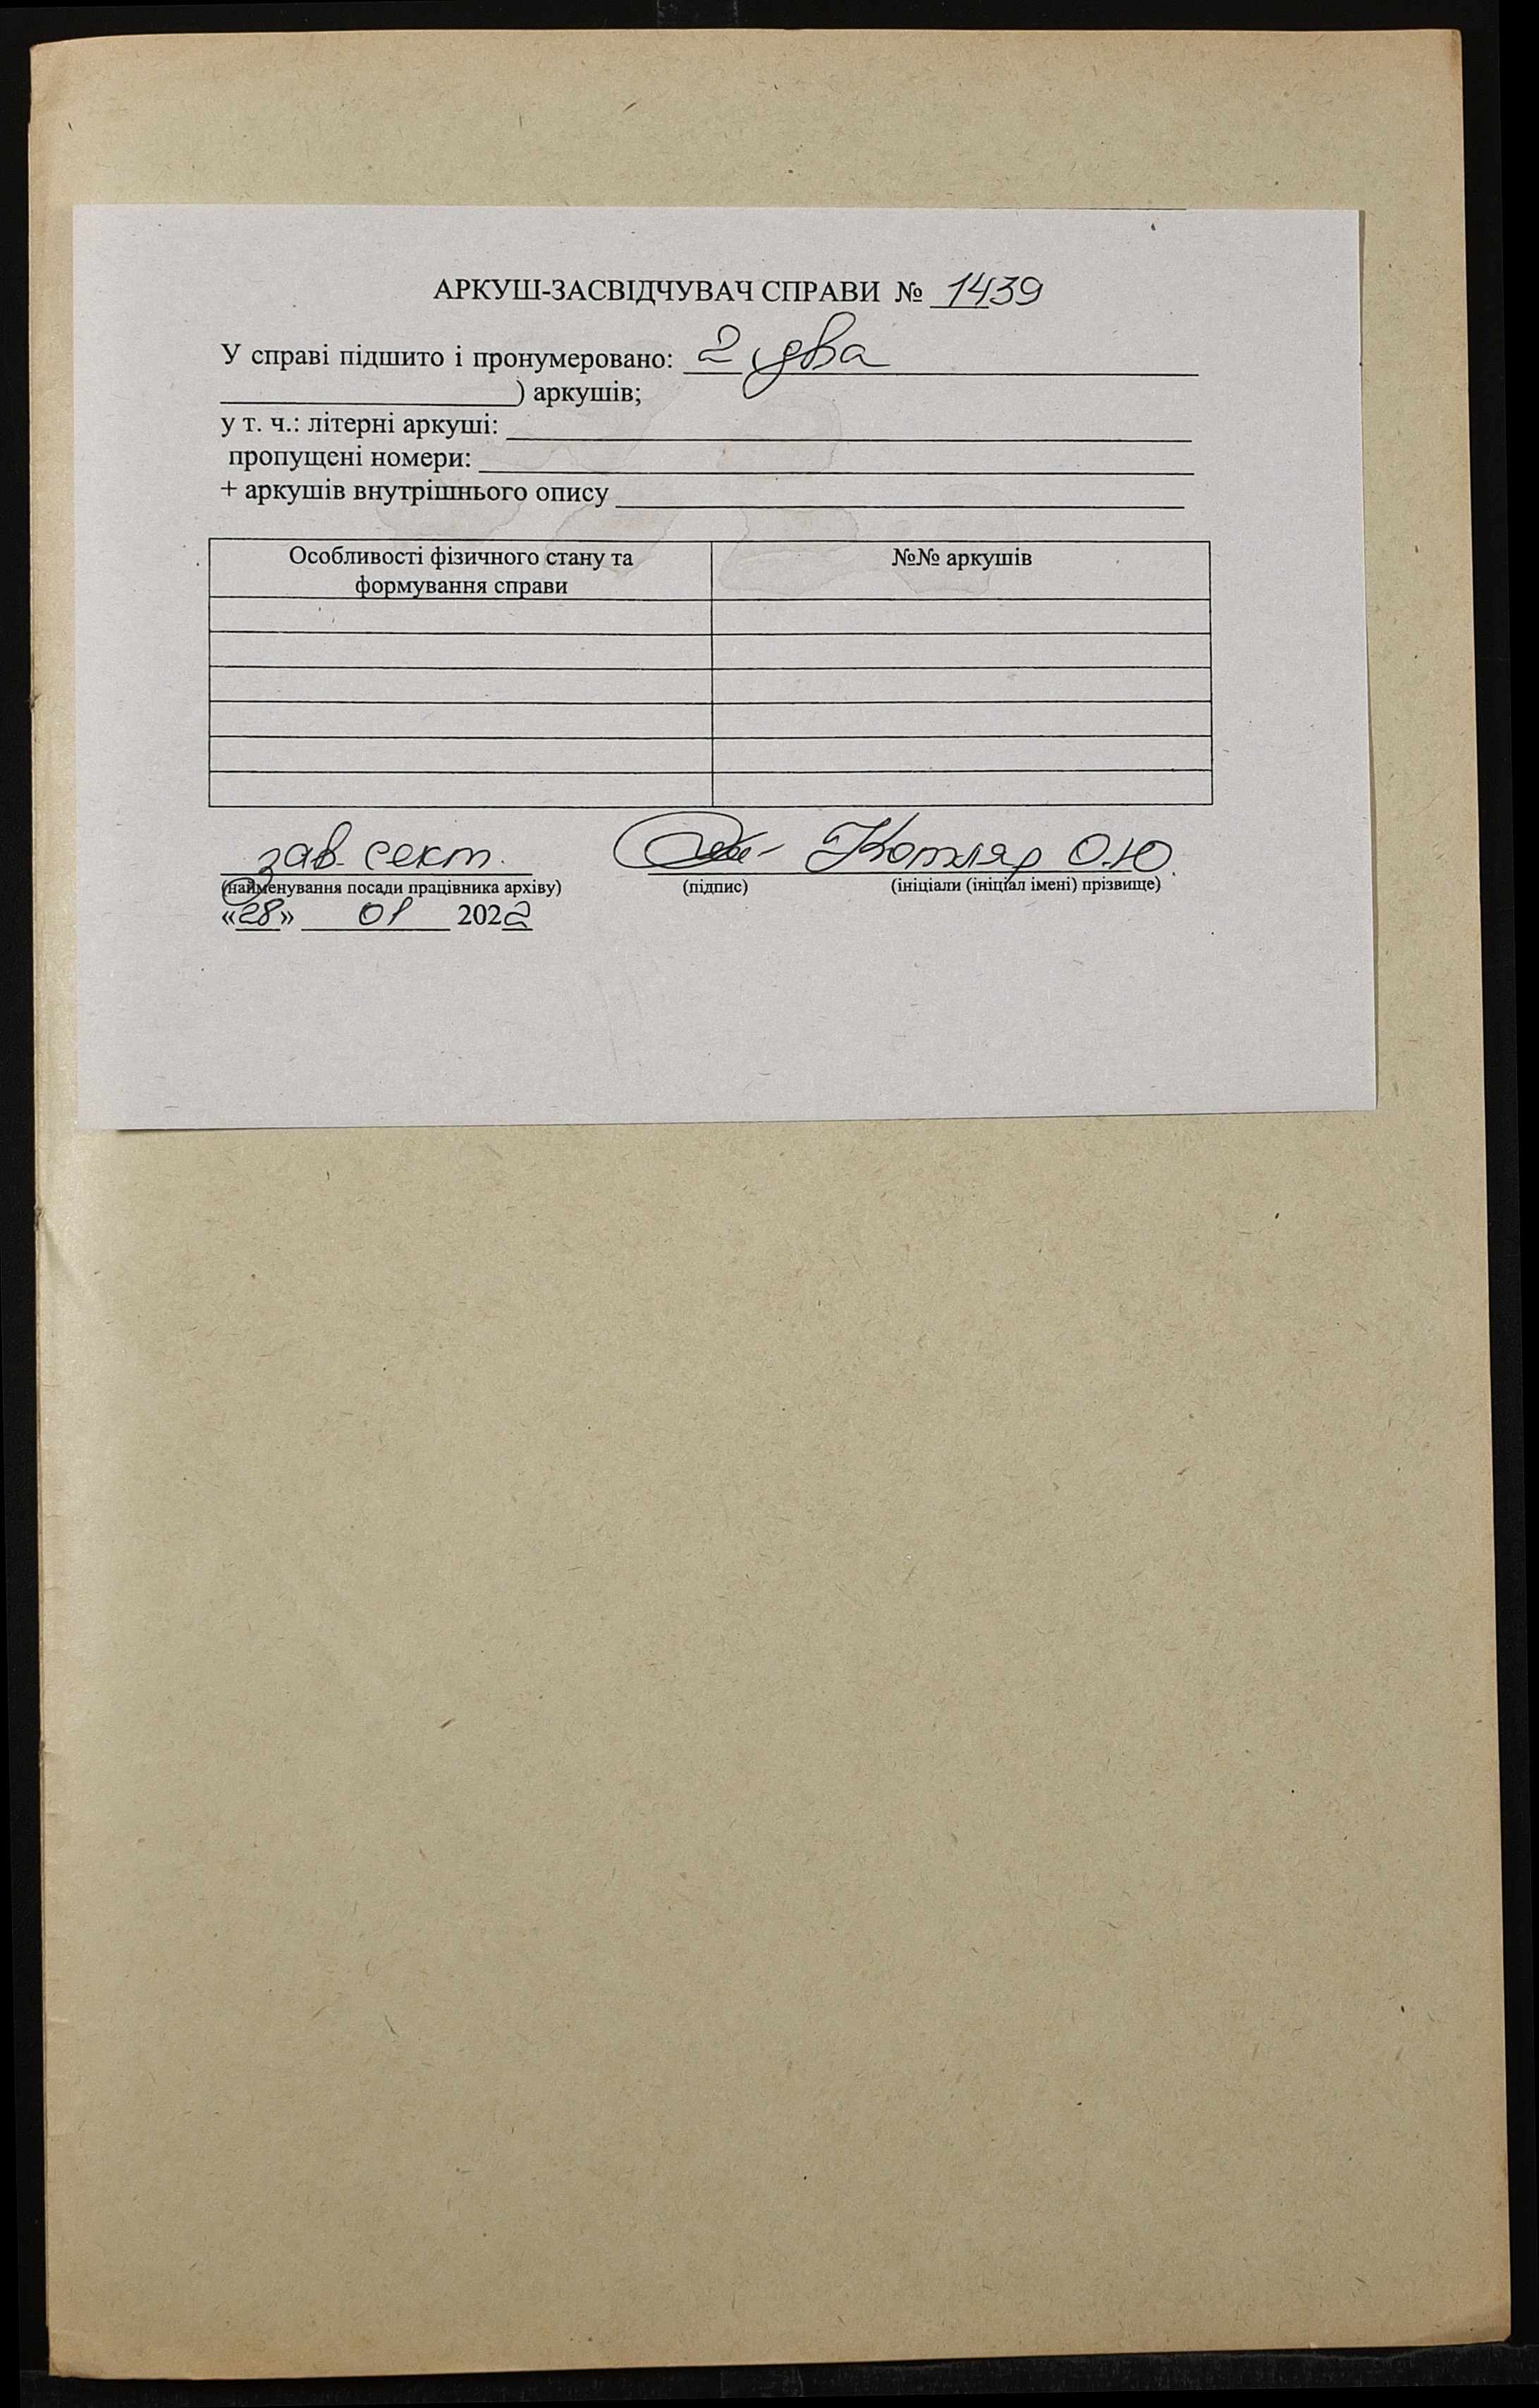 АРКУШ-ЗАСВІДЧУВАЧ СПРАВИ № 1439
У справі підшито і пронумеровано: 2 (два
) аркушів;
у т. ч.: літерні аркуші:
пропущені номери:
+ аркушів внутрішнього опису
Особливості фізичного стану та формування справи №№ аркушів
зав. сект. Котляр О.Ю.
(найменування посади працівника архіву) (підпис) (ініціали (ініціал імені) прізвище)
«28» 01 2022